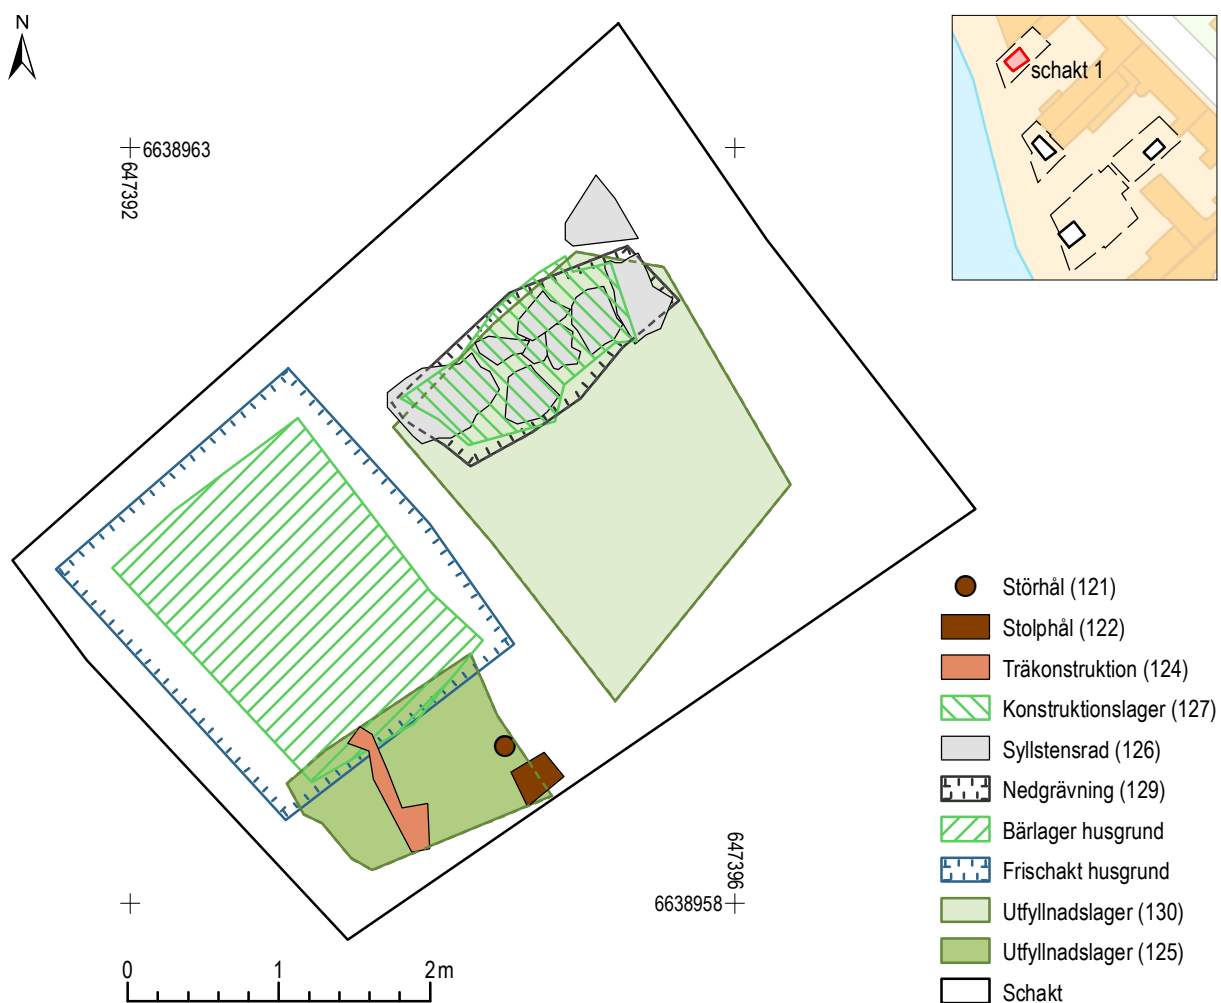 N
schakt 1
6638963
647392
Störhål (121)
Stolphål (122)
Träkonstruktion (124)
Konstruktionslager (127)
Syllstensrad (126)
Nedgrävning (129)
Bärlager husgrund
Frischakt husgrund
Utfyllnadslager (130)
Utfyllnadslager (125)
Schakt
647396
6638958
0 1 2 m